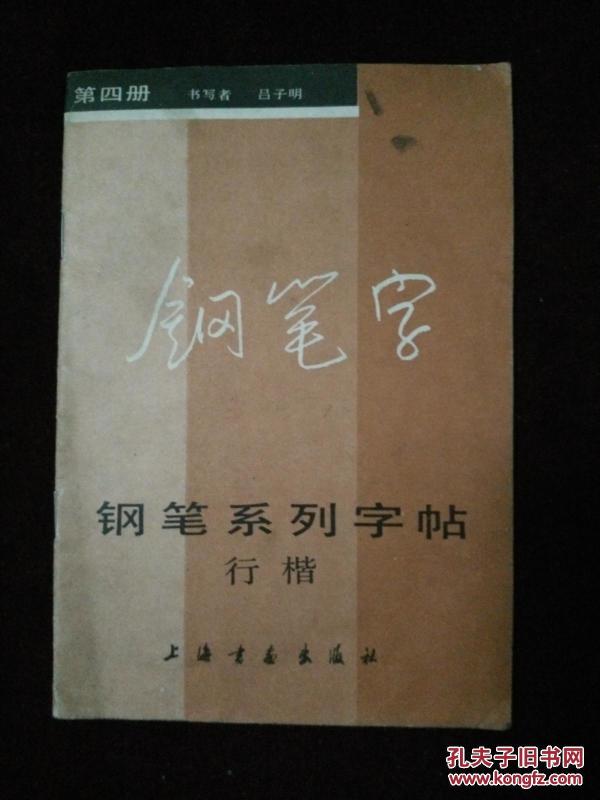 第四册 书写者 吕子明
钢笔字
钢笔系列字帖
行楷
上海书画出版社
孔夫子旧书网
www.kongfz.com